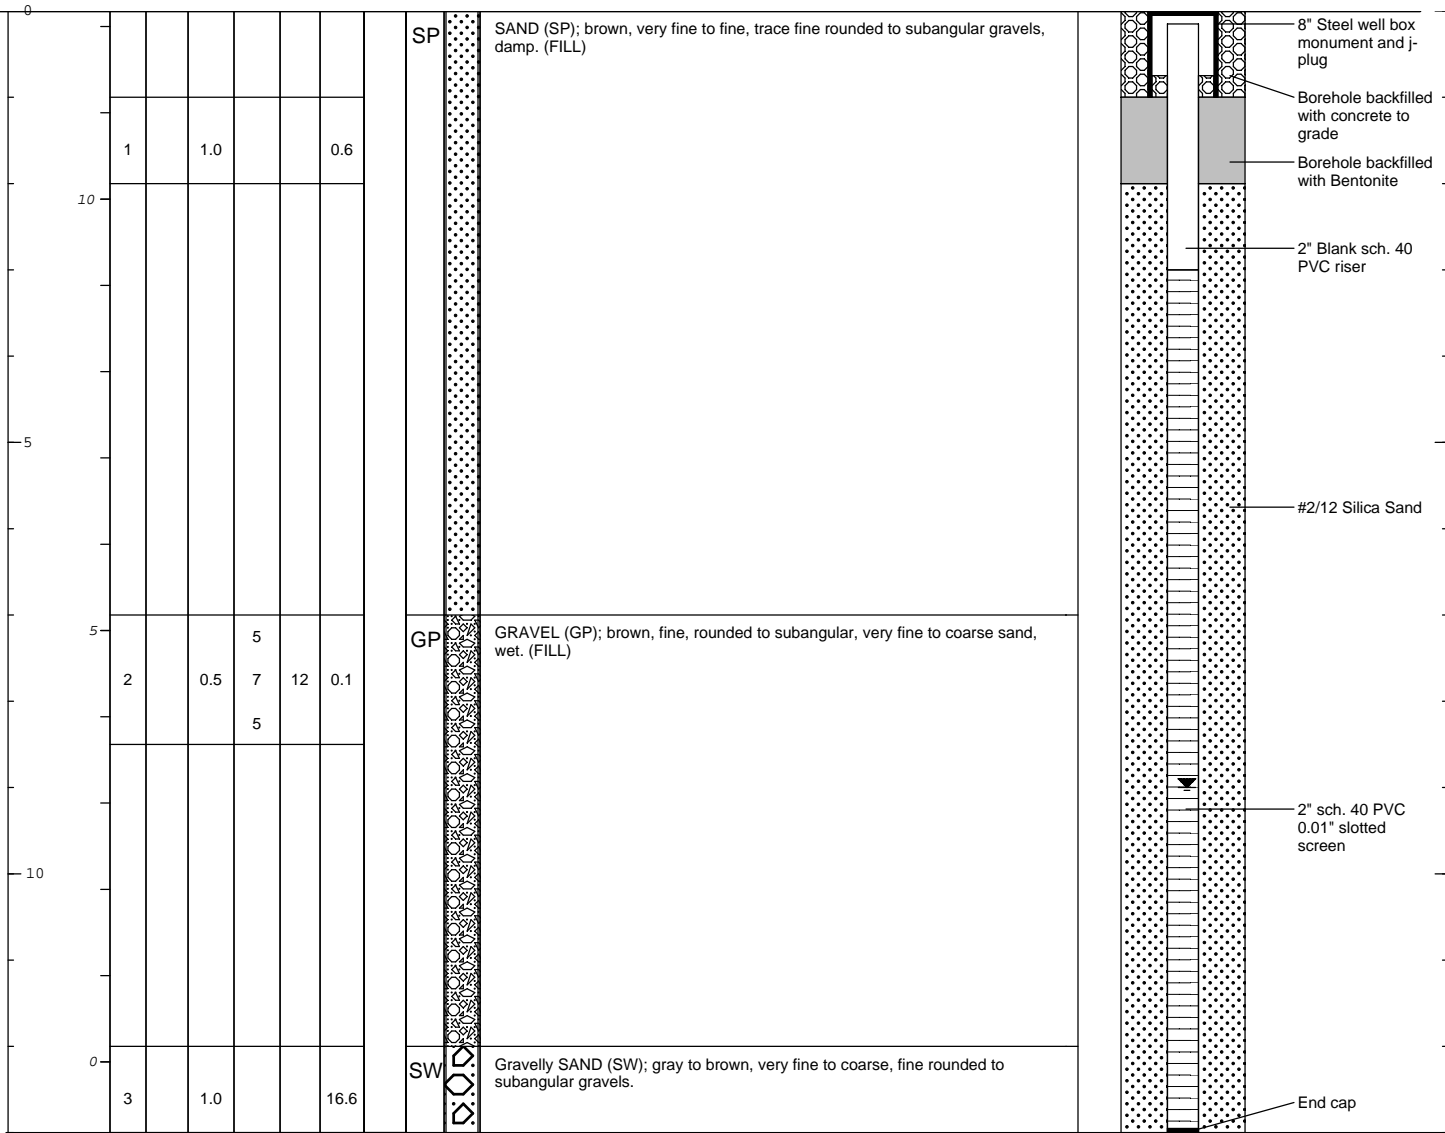 0
SP
SAND (SP); brown, very fine to fine, trace fine rounded to subangular gravels,
damp. (FILL)
8" Steel well box
monument and j-
plug
Borehole backfilled
with concrete to
grade
1 1.0 0.6
Borehole backfilled
with Bentonite
10
2" Blank sch. 40
PVC riser
5
#2/12 Silica Sand
5
GP
GRAVEL (GP); brown, fine, rounded to subangular, very fine to coarse sand,
wet. (FILL)
5
2 0.5 7 12 0.1
5
2" sch. 40 PVC
0.01" slotted
screen
10
0
SW
Gravelly SAND (SW); gray to brown, very fine to coarse, fine rounded to
subangular gravels.
3 1.0 16.6
End cap